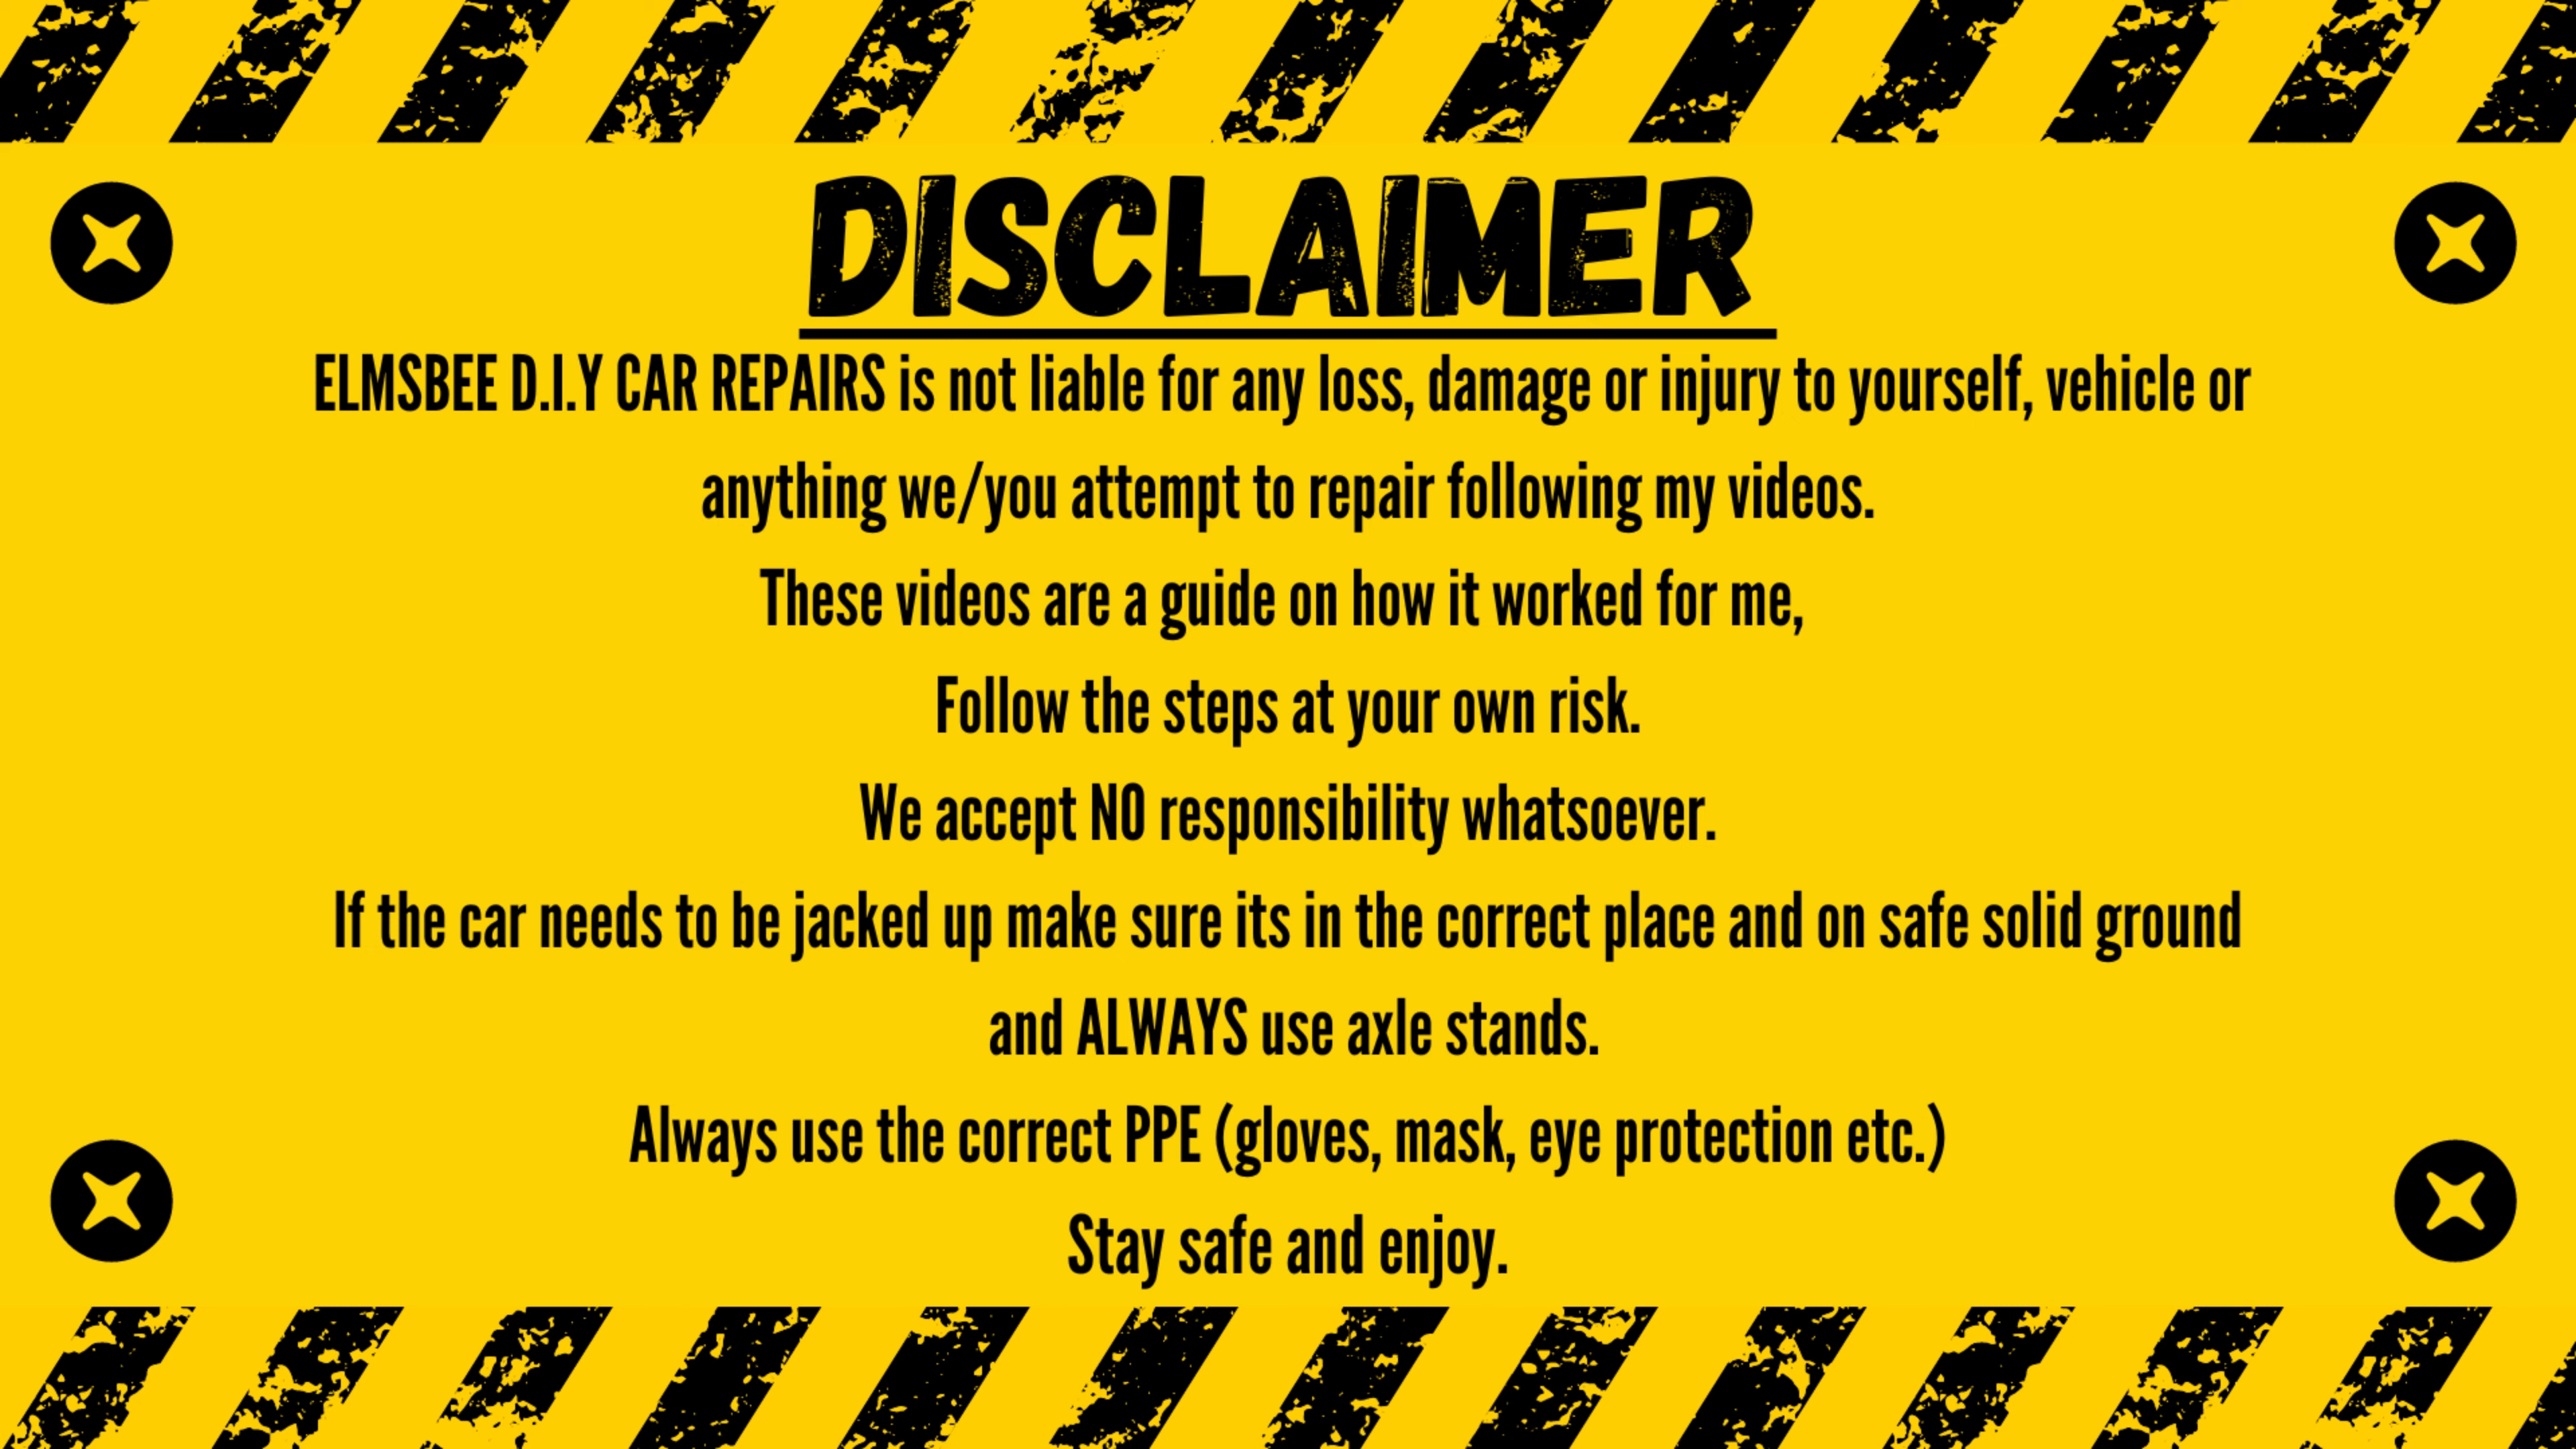 DISCLAIMER
ELMSBEE D.I.Y CAR REPAIRS is not liable for any loss, damage or injury to yourself, vehicle or
anything we/you attempt to repair following my videos.
These videos are a guide on how it worked for me,
Follow the steps at your own risk.
We accept NO responsibility whatsoever.
If the car needs to be jacked up make sure its in the correct place and on safe solid ground
and ALWAYS use axle stands.
Always use the correct PPE (gloves, mask, eye protection etc.)
Stay safe and enjoy.